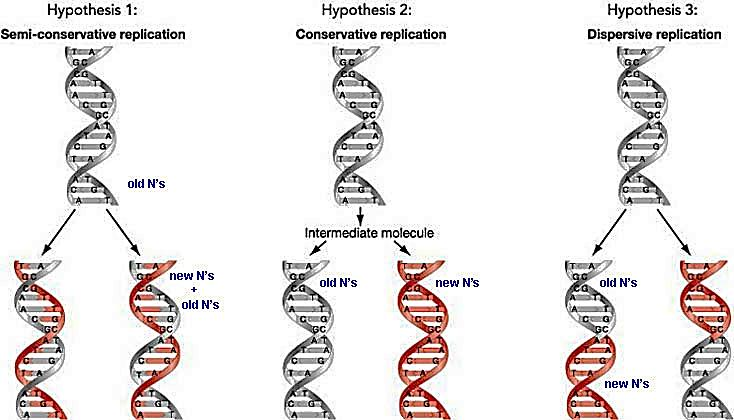 Hypothesis 1:
Semi-conservative replication
old N's
new N's
+
old N's
Hypothesis 2:
Conservative replication
Intermediate molecule
old N's
new N's
Hypothesis 3:
Dispersive replication
old N's
new N's